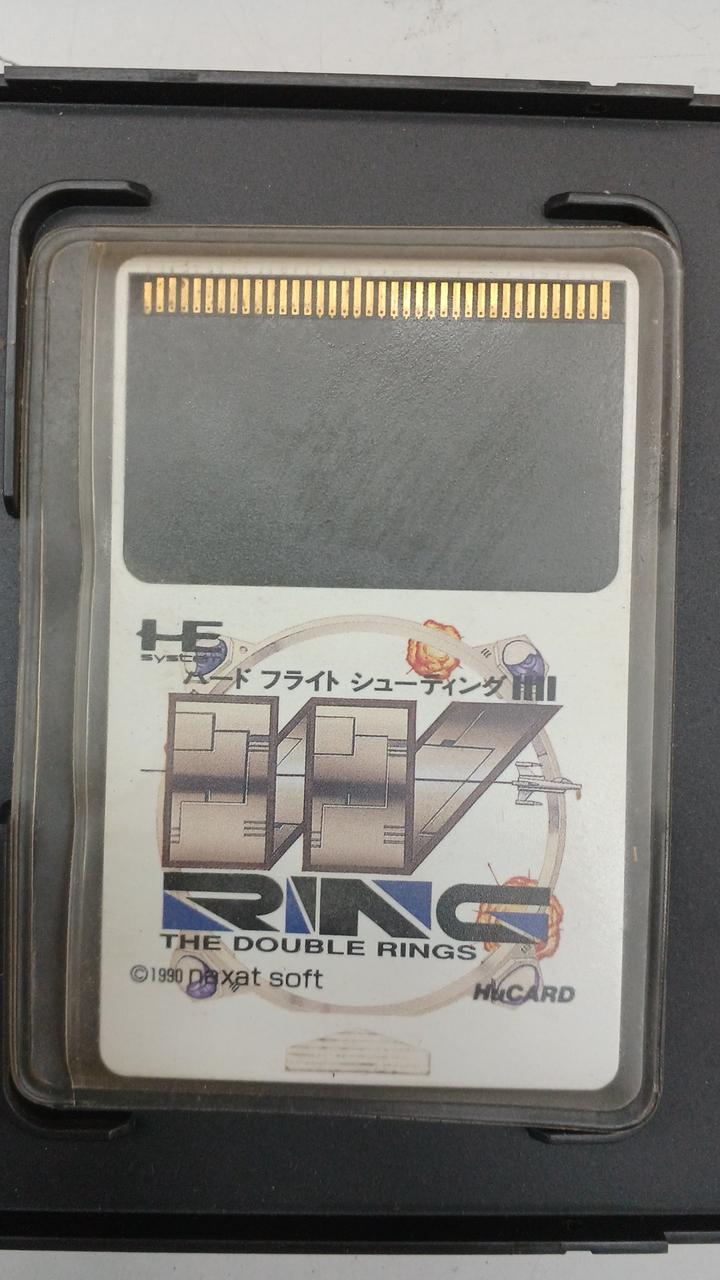 HE
system
ハード フライト シューティング !!!!
W
RING
THE DOUBLE RINGS
©1990 naxat soft
HuCARD